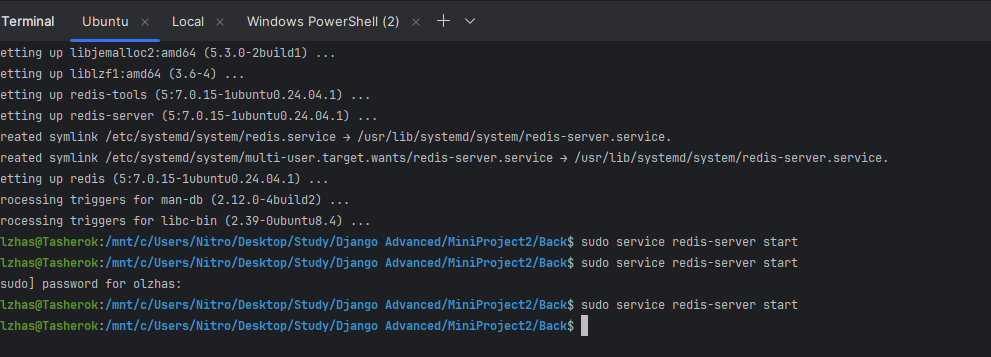 Terminal Ubuntu × Local × Windows PowerShell (2) ×
etting up libjemalloc2:amd64 (5.3.0-2build1) ...
etting up liblzf1:amd64 (3.6-4) ...
etting up redis-tools (5:7.0.15-1ubuntu0.24.04.1) ...
etting up redis-server (5:7.0.15-1ubuntu0.24.04.1) ...
reated symlink /etc/systemd/system/redis.service → /usr/lib/systemd/system/redis-server.service.
reated symlink /etc/systemd/system/multi-user.target.wants/redis-server.service → /usr/lib/systemd/system/redis-server.service.
etting up redis (5:7.0.15-1ubuntu0.24.04.1) ...
rocessing triggers for man-db (2.12.0-4build2) ...
rocessing triggers for libc-bin (2.39-0ubuntu8.4) ...
lzhas@Tasherok:/mnt/c/Users/Nitro/Desktop/Study/Django Advanced/MiniProject2/Back$ sudo service redis-server start
lzhas@Tasherok:/mnt/c/Users/Nitro/Desktop/Study/Django Advanced/MiniProject2/Back$ sudo service redis-server start
sudo] password for olzhas:
lzhas@Tasherok:/mnt/c/Users/Nitro/Desktop/Study/Django Advanced/MiniProject2/Back$ sudo service redis-server start
lzhas@Tasherok:/mnt/c/Users/Nitro/Desktop/Study/Django Advanced/MiniProject2/Back$